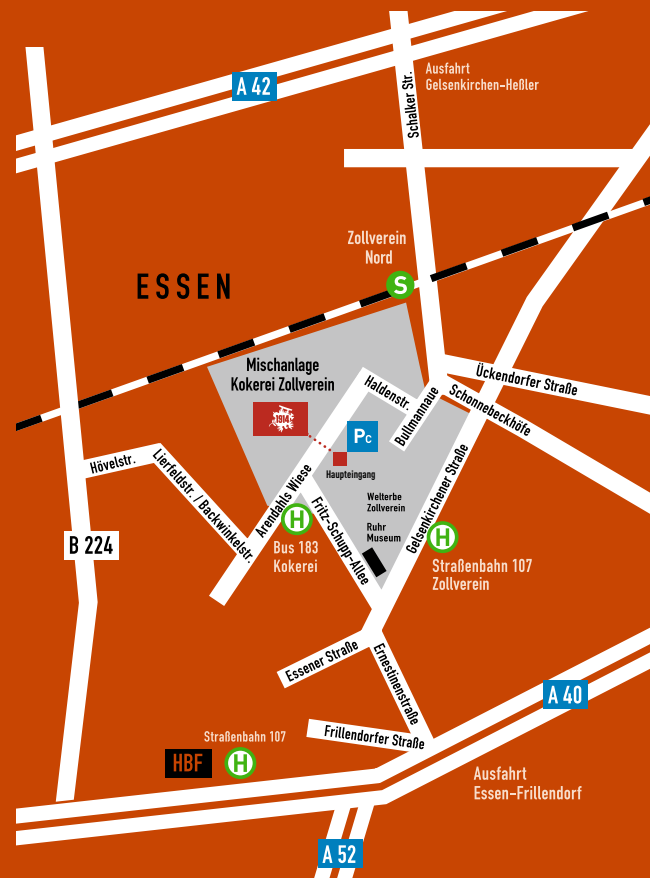 Ausfahrt
Gelsenkirchen-Heßler
A 42
Schalker Str.
Zollverein
Nord
S
ESSEN
Mischanlage
Kokerei Zollverein
Haldenstr.
Ückendorfer Straße
Schonnebeckhöfe
Bullmannaue
Pc
Haupteingang
Hövelstr.
Lierfeldstr. / Backwinkelstr.
Arendahls Wiese
Gelsenkirchener Straße
Welterbe
Zollverein
Ruhr
Museum
Fritz-Schupp-Allee
H
Bus 183
Kokerei
H
Straßenbahn 107
Zollverein
B 224
Essener Straße
Ernestinenstraße
A 40
Frillendorfer Straße
Straßenbahn 107
HBF
H
Ausfahrt
Essen-Frillendorf
A 52